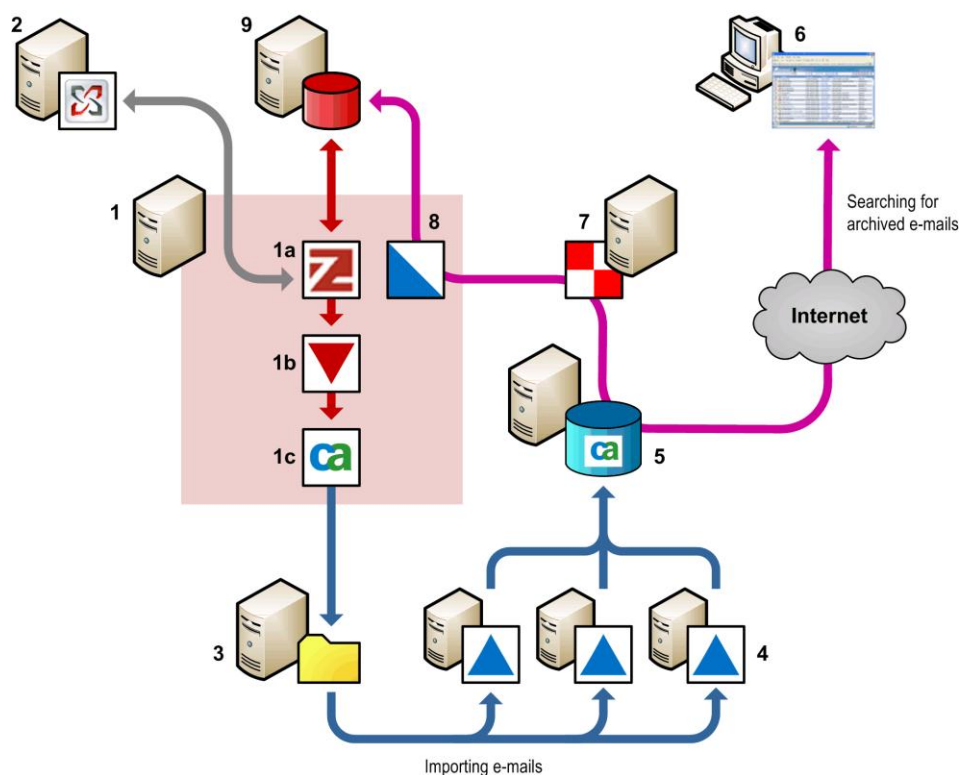 2
9
6
1
8
7
Searching for
archived e-mails
1a
Z
Internet
1b
1c
ca
ca
5
3
4
Importing e-mails